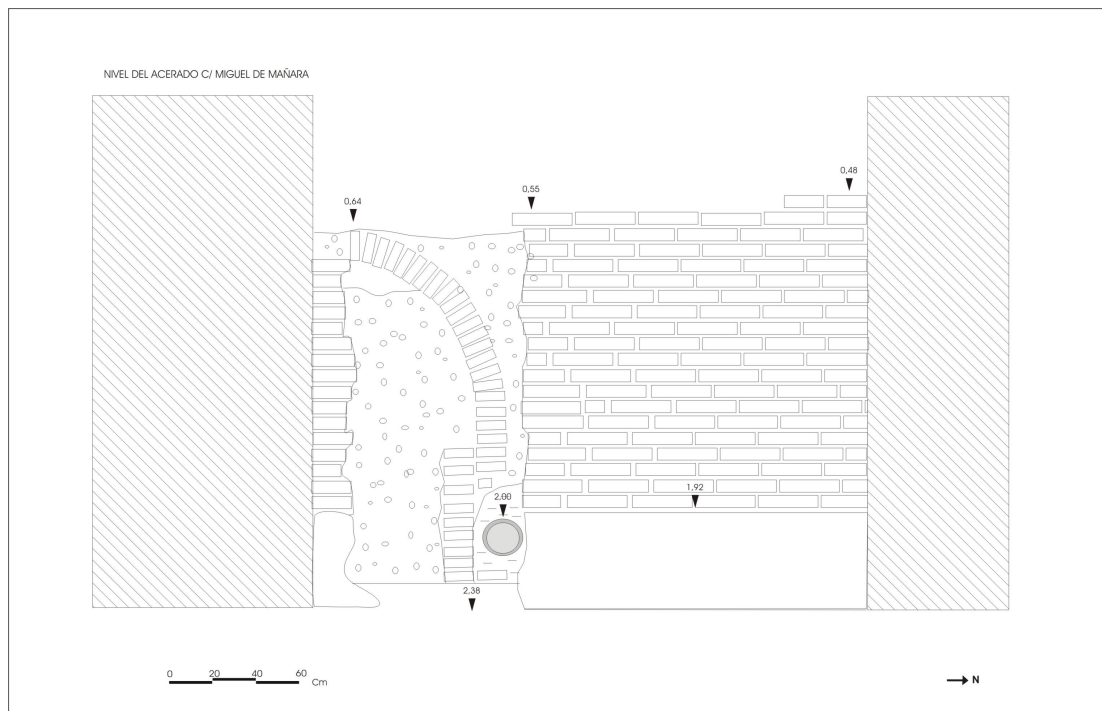 NIVEL DEL ACERADO C/ MIGUEL DE MAÑARA
0,48
0,55
0,64
1,92
2,00
2,38
0 20 40 60 Cm
N